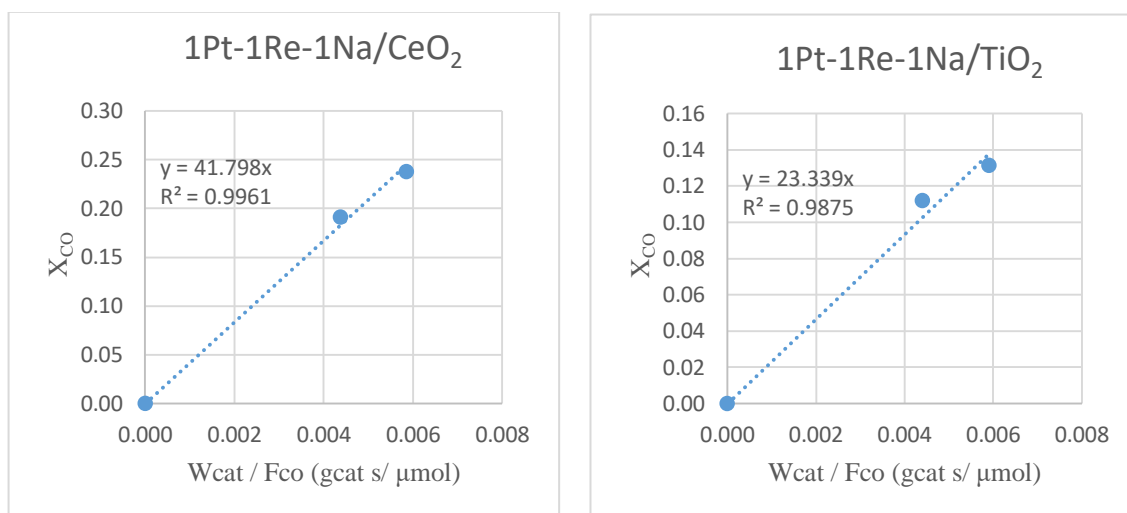 1Pt-1Re-1Na/CeO₂
0.30
0.25
0.20
0.15
0.10
0.05
0.00
X_CO
y = 41.798x
R² = 0.9961
0.000 0.002 0.004 0.006 0.008
Wcat / Fco (gcat s/ μmol)
1Pt-1Re-1Na/TiO₂
0.16
0.14
0.12
0.10
0.08
0.06
0.04
0.02
0.00
X_CO
y = 23.339x
R² = 0.9875
0.000 0.002 0.004 0.006 0.008
Wcat / Fco (gcat s/ μmol)